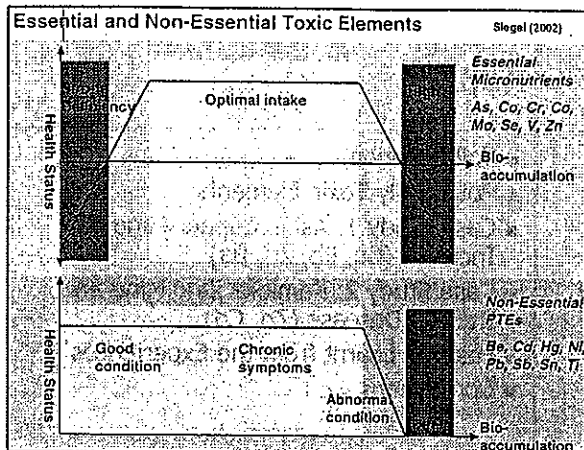 Essential and Non-Essential Toxic Elements
Siegel (2002)
Health Status
Optimal intake
Essential
Micronutrients
As, Co, Cr, Co,
Mo, Se, V, Zn
Bio-
accumulation
Health Status
Good
condition
Chronic
symptoms
Abnormal
condition
Non-Essential
PTEs
Be, Cd, Hg, Ni,
Pb, Sb, Sn, Ti
Bio-
accumulation